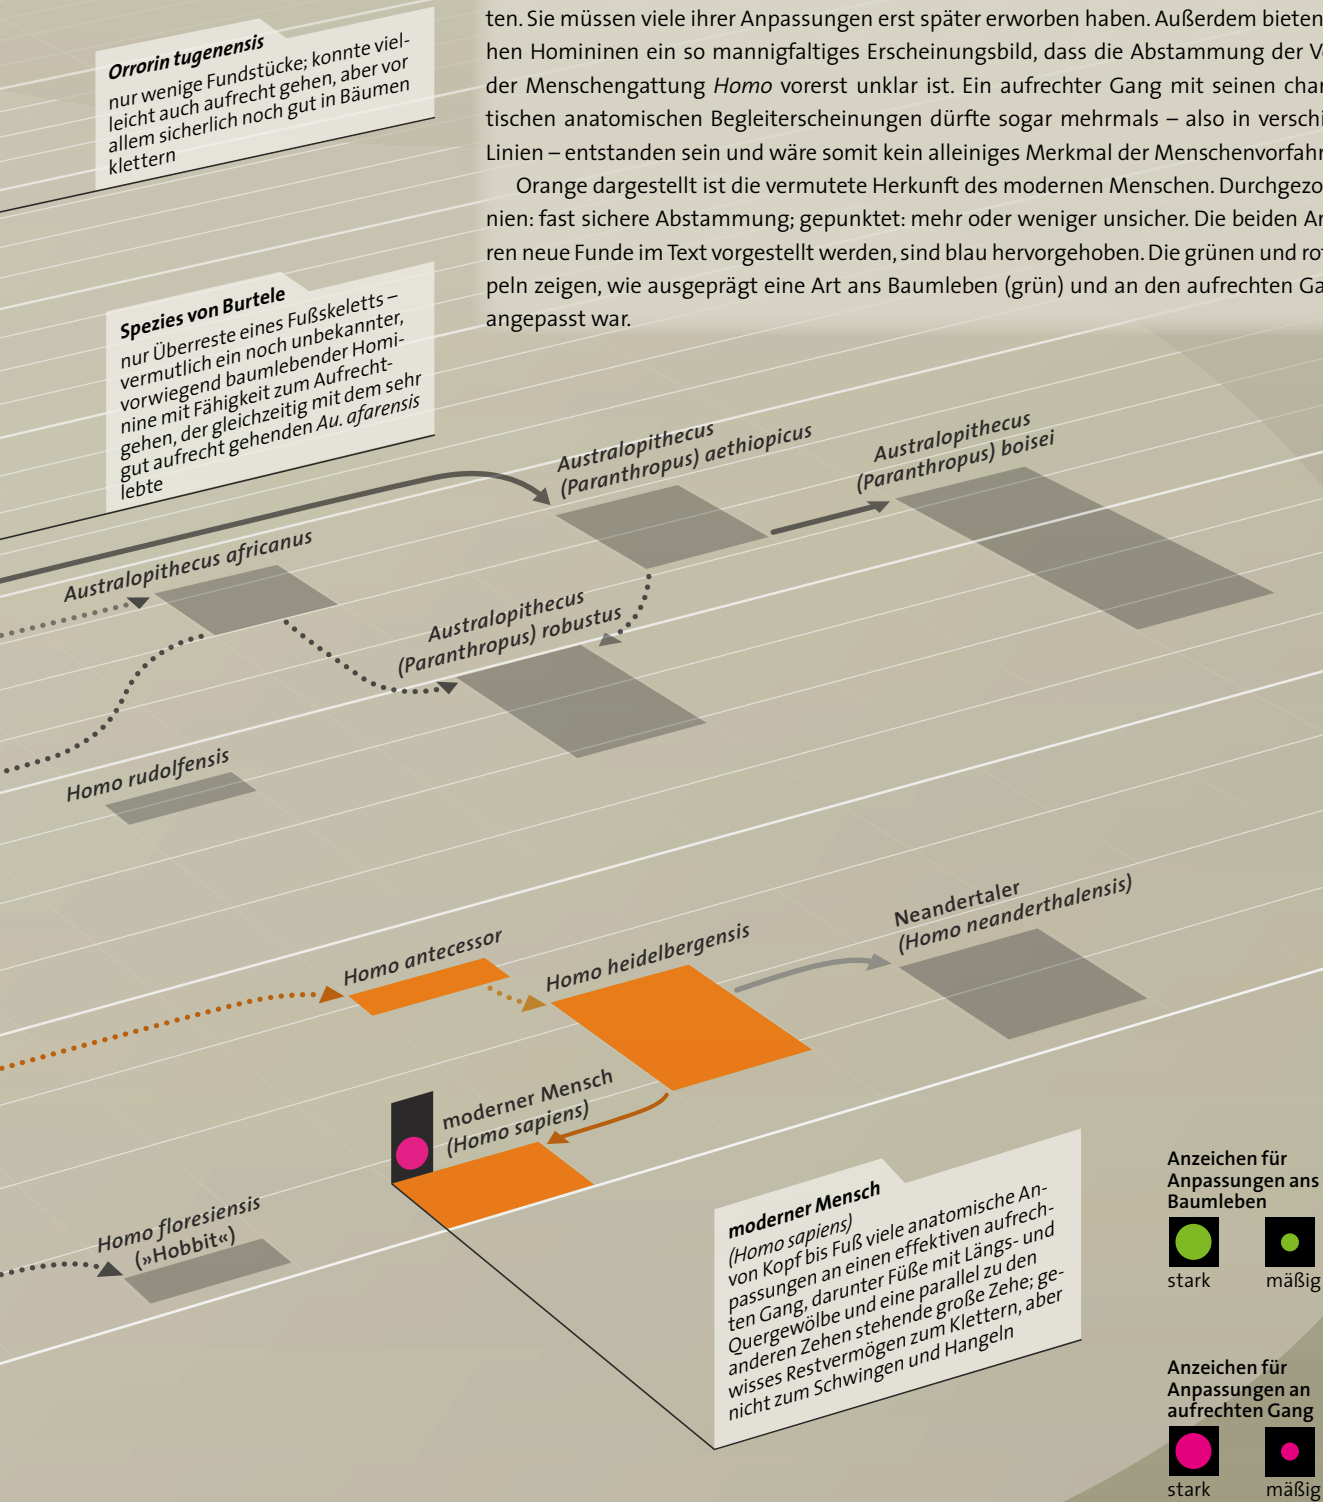 Orrorin tugenensis
nur wenige Fundstücke; konnte viel-
leicht auch aufrecht gehen, aber vor
allem sicherlich noch gut in Bäumen
klettern
ten. Sie müssen viele ihrer Anpassungen erst später erworben haben. Außerdem bieten
hen Homininen ein so mannigfaltiges Erscheinungsbild, dass die Abstammung der
der Menschengattung Homo vorerst unklar ist. Ein aufrechter Gang mit seinen
tischen anatomischen Begleiterscheinungen dürfte sogar mehrmals – also in
Linien – entstanden sein und wäre somit kein alleiniges Merkmal der
Orange dargestellt ist die vermutete Herkunft des modernen Menschen.
nien: fast sichere Abstammung; gepunktet: mehr oder weniger unsicher. Die beiden
ren neue Funde im Text vorgestellt werden, sind blau hervorgehoben. Die grünen und
peln zeigen, wie ausgeprägt eine Art ans Baumleben (grün) und an den aufrechten
angepasst war.
Spezies von Burtele
nur Überreste eines Fußskeletts –
vermutlich ein noch unbekannter,
vorwiegend baumlebender Homi-
nine mit Fähigkeit zum Aufrecht-
gehen, der gleichzeitig mit dem sehr
gut aufrecht gehenden Au. afarensis
lebte
Australopithecus
(Paranthropus) aethiopicus
Australopithecus
(Paranthropus) boisei
Australopithecus africanus
Australopithecus
(Paranthropus) robustus
Homo rudolfensis
Homo antecessor
Homo heidelbergensis
Neandertaler
(Homo neanderthalensis)
moderner Mensch
(Homo sapiens)
Homo floresiensis
(»Hobbit«)
moderner Mensch
(Homo sapiens)
von Kopf bis Fuß viele anatomische An-
passungen an einen effektiven aufrech-
ten Gang, darunter Füße mit Längs- und
Quergewölbe und eine parallel zu den
anderen Zehen stehende große Zehe; ge-
wisses Restvermögen zum Klettern, aber
nicht zum Schwingen und Hangeln
Anzeichen für
Anpassungen ans
Baumleben
stark mäßig
Anzeichen für
Anpassungen an
aufrechten Gang
stark mäßig